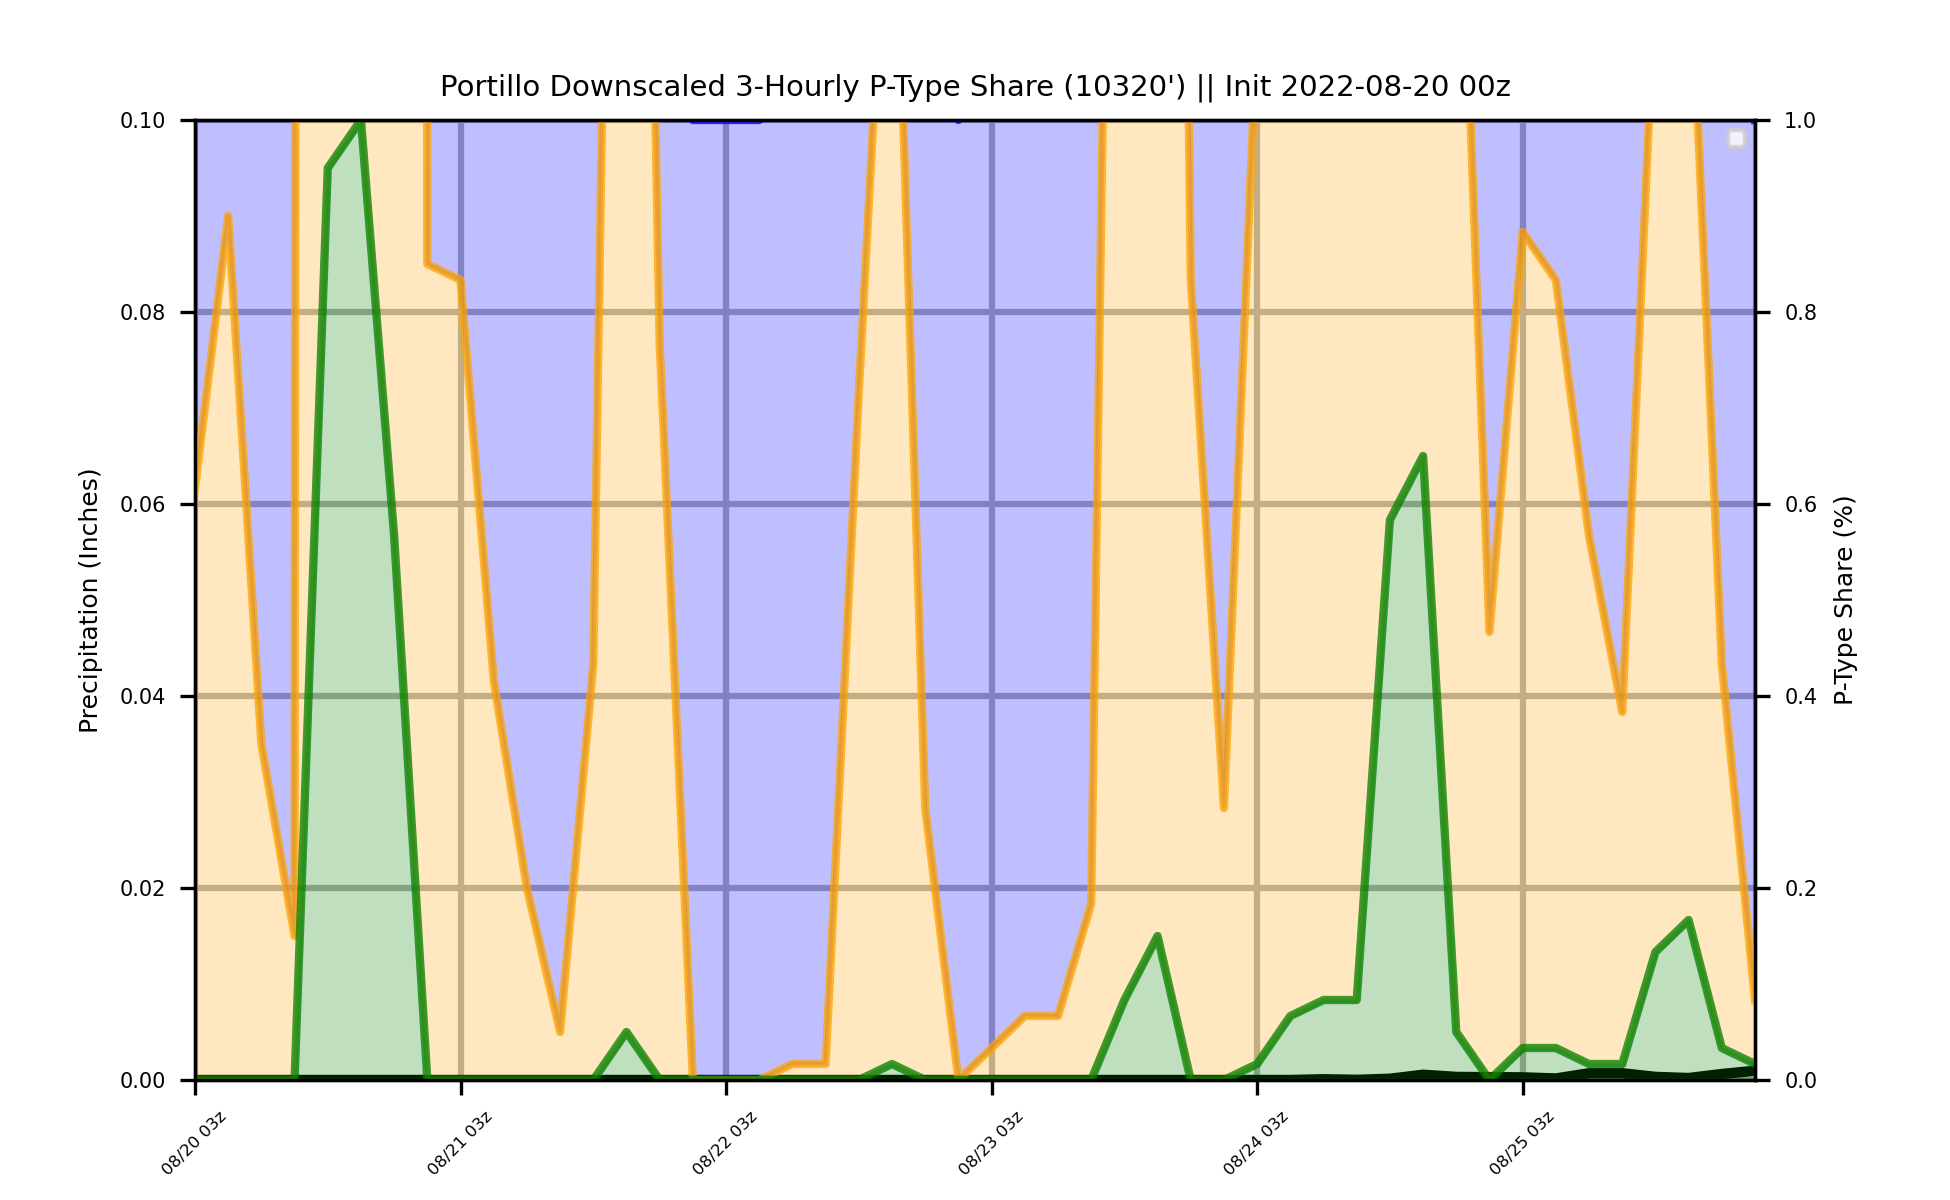 Portillo Downscaled 3-Hourly P-Type Share (10320') || Init 2022-08-20 00z
0.10
0.08
0.06
0.04
0.02
0.00
Precipitation (Inches)
1.0
0.8
0.6
0.4
0.2
0.0
P-Type Share (%)
08/20 03z
08/21 03z
08/22 03z
08/23 03z
08/24 03z
08/25 03z